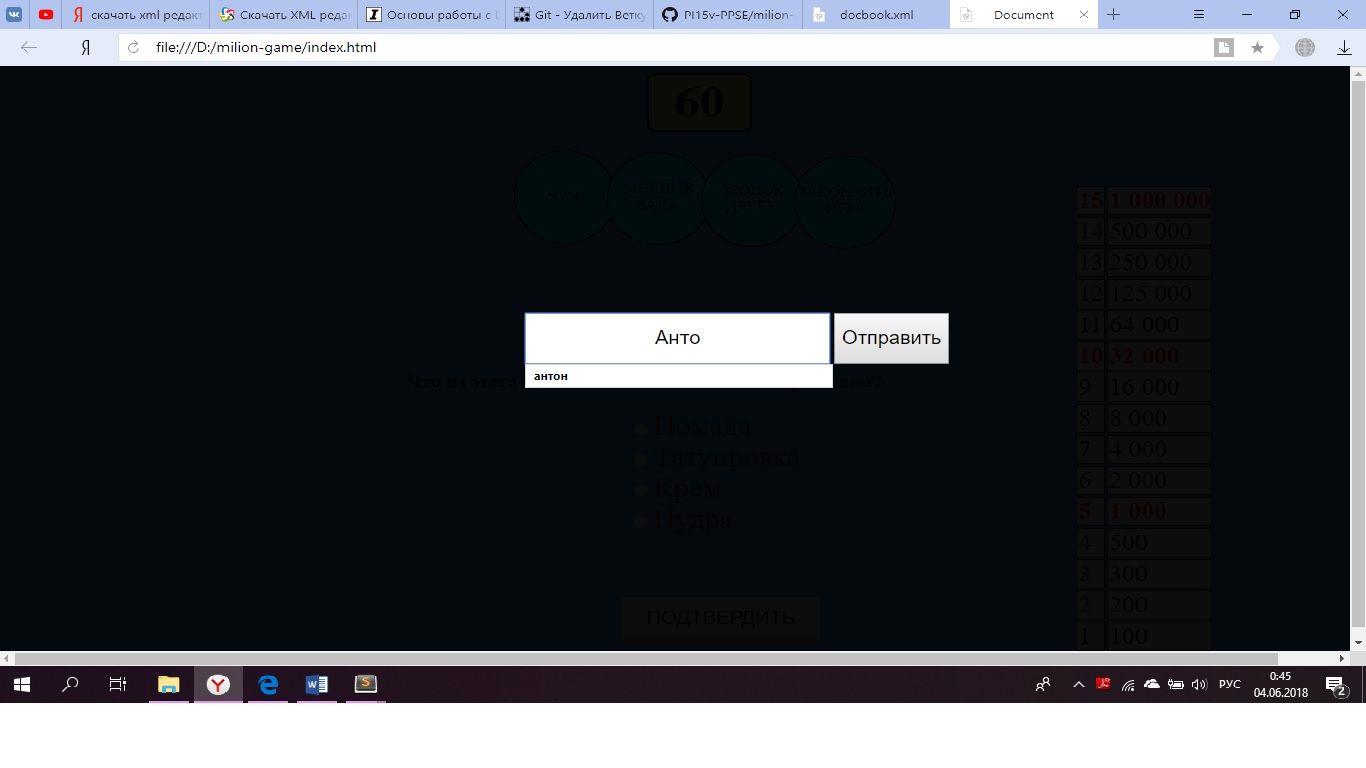 скачать xml редакт
Скачать XML реда
Основы работы с
Git - Удалить Ветку
PI15v-PPSE/milion-
docbook.xml
Document
Я
file:///D:/milion-game/index.html
60
50/50
МНЕНИЕ
ЗАЛА
ЗВОНОК
ДРУГУ
ЗАКОНЧИТЬ
ИГРУ
15 1 000 000
14 500 000
13 250 000
12 125 000
11 64 000
10 32 000
9 16 000
8 8 000
7 4 000
6 2 000
5 1 000
4 500
3 300
2 200
1 100
Анто
Отправить
антон
Что из этого
вом?
Помада
Татуировка
Крем
Пудра
ПОДТВЕРДИТЬ
РУС
0:45
04.06.2018
2